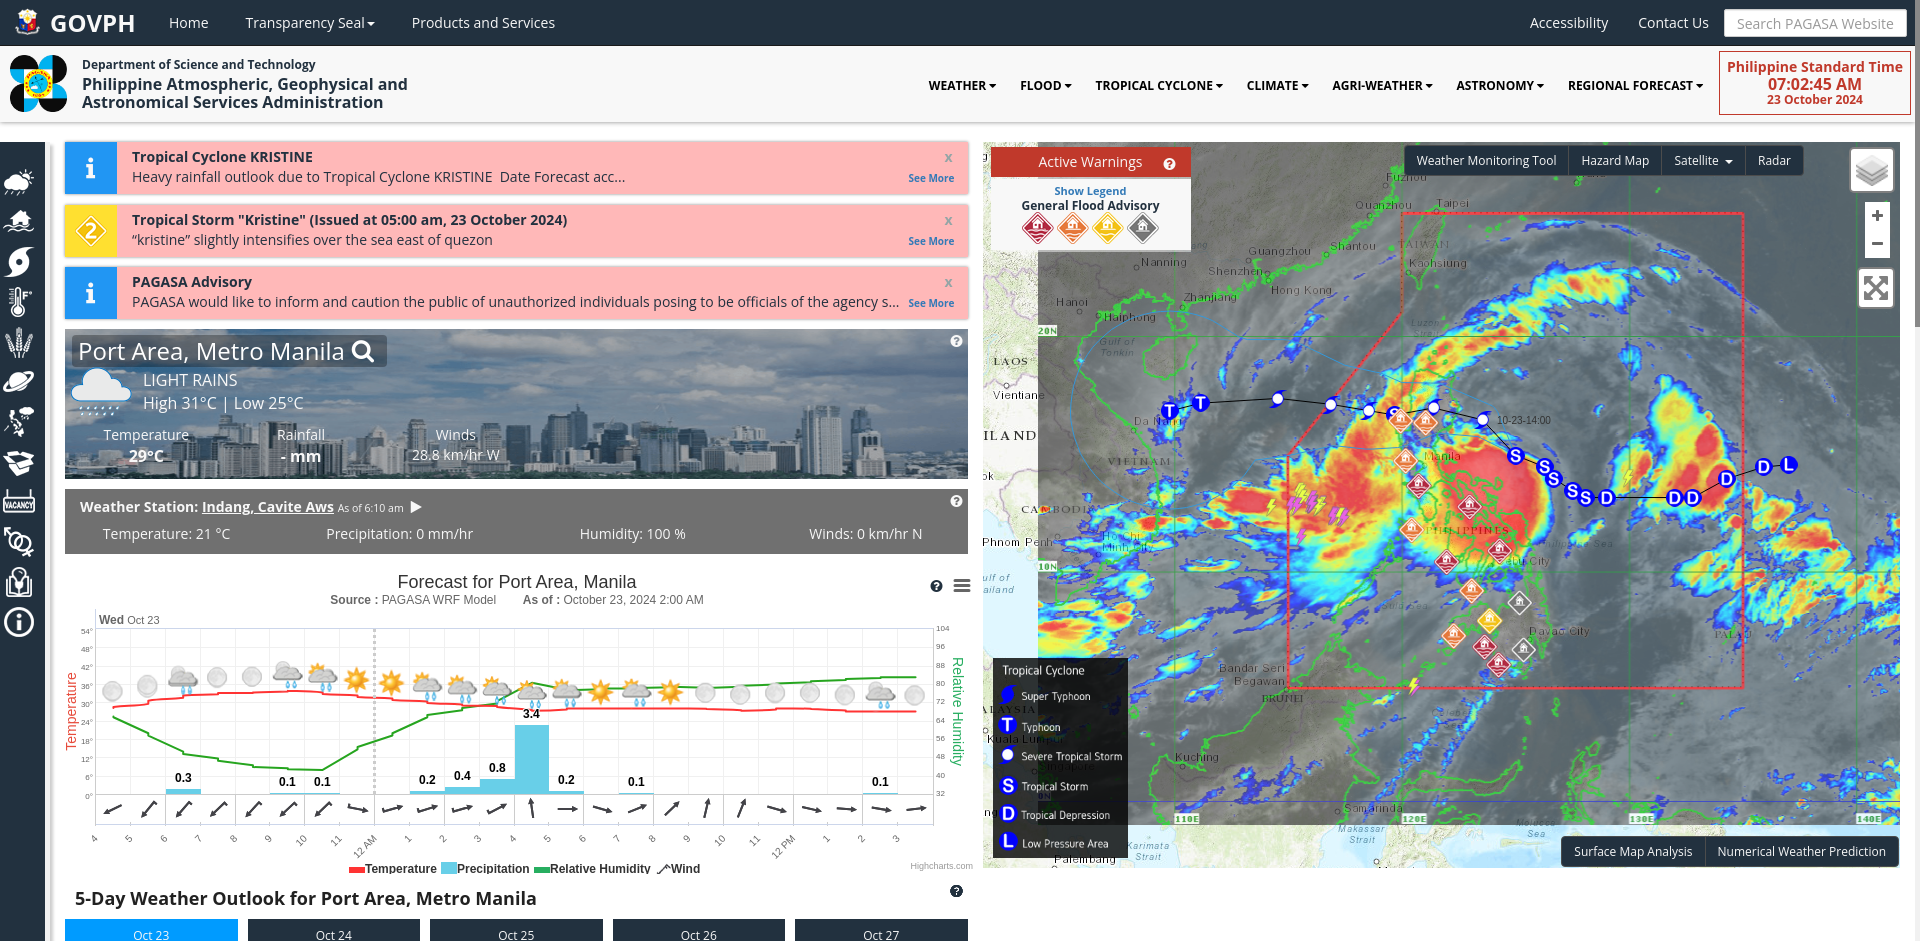 GOVPH
Home
Transparency Seal
Products and Services
Accessibility
Contact Us
Search PAGASA Website
Department of Science and Technology
Philippine Atmospheric, Geophysical and
Astronomical Services Administration
WEATHER
FLOOD
TROPICAL CYCLONE
CLIMATE
AGRI-WEATHER
ASTRONOMY
REGIONAL FORECAST
Philippine Standard Time
07:02:45 AM
23 October 2024
Tropical Cyclone KRISTINE
x
Heavy rainfall outlook due to Tropical Cyclone KRISTINE  Date Forecast acc...
See More
2
Tropical Storm "Kristine" (Issued at 05:00 am, 23 October 2024)
x
“kristine” slightly intensifies over the sea east of quezon
See More
PAGASA Advisory
x
PAGASA would like to inform and caution the public of unauthorized individuals posing to be officials of the agency s...
See More
Port Area, Metro Manila
LIGHT RAINS
High 31°C | Low 25°C
Temperature
29°C
Rainfall
- mm
Winds
28.8 km/hr W
Weather Station: Indang, Cavite Aws As of 6:10 am
Temperature: 21 °C
Precipitation: 0 mm/hr
Humidity: 100 %
Winds: 0 km/hr N
Forecast for Port Area, Manila
Source : PAGASA WRF Model
As of : October 23, 2024 2:00 AM
Wed Oct 23
Temperature
54°
48°
42°
36°
30°
24°
18°
12°
6°
0°
Relative Humidity
104
96
88
80
72
64
56
48
40
32
0.3
0.1
0.1
0.2
0.4
0.8
3.4
0.2
0.1
0.1
4
5
6
7
8
9
10
11
12 AM
1
2
3
4
5
6
7
8
9
10
11
12 PM
1
2
3
Temperature
Precipitation
Relative Humidity
Wind
Highcharts.com
5-Day Weather Outlook for Port Area, Metro Manila
Oct 23
Oct 24
Oct 25
Oct 26
Oct 27
VACANCY
Active Warnings
Show Legend
General Flood Advisory
Weather Monitoring Tool
Hazard Map
Satellite
Radar
+
−
Fuzhou
Quanzhou
Taipei
TAIWAN
Kaohsiung
Shantou
Guangzhou
Nanning
Shenzhen
Hong Kong
Hanoi
Zhanjiang
Haiphong
Gulf of
Tonkin
20N
LAOS
Vientiane
Da Nang
VIETNAM
CAMBODIA
Phnom Penh
Ho Chi
Minh City
10N
10-23-14:00
Manila
PHILIPPINES
Cebu City
Davao City
PALAU
Bandar Seri
Begawan
BRUNEI
Kuching
Samarinda
Makassar
Strait
Karimata
Strait
Palembang
110E
120E
130E
140E
T
T
S
S
S
S
S
S
D
D
D
D
D
L
Tropical Cyclone
Super Typhoon
T Typhoon
Severe Tropical Storm
S Tropical Storm
D Tropical Depression
L Low Pressure Area
Surface Map Analysis
Numerical Weather Prediction